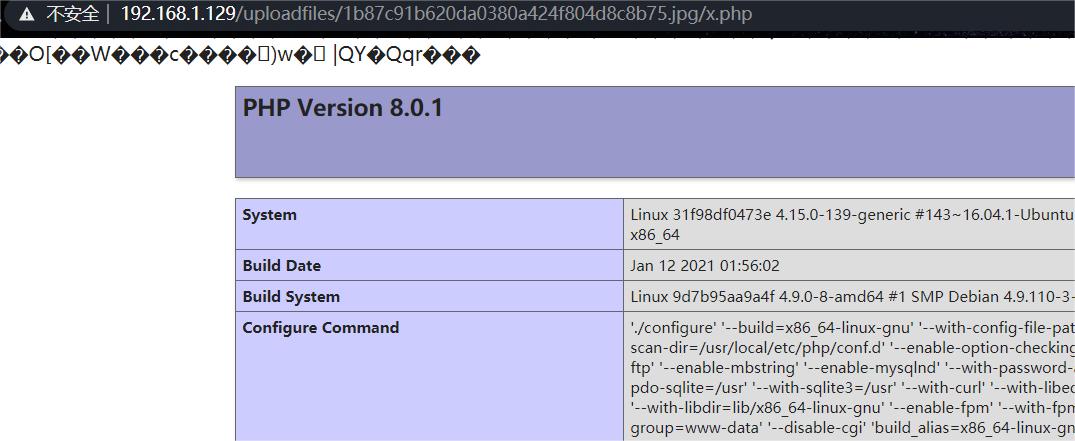 不安全 | 192.168.1.129/uploadfiles/1b87c91b620da0380a424f804d8c8b75.jpg/x.php
��O[��W���c����)w� |QY�Qqr���
PHP Version 8.0.1
System
Linux 31f98df0473e 4.15.0-139-generic #143~16.04.1-Ubuntu
x86_64
Build Date
Jan 12 2021 01:56:02
Build System
Linux 9d7b95aa9a4f 4.9.0-8-amd64 #1 SMP Debian 4.9.110-3-
Configure Command
'./configure' '--build=x86_64-linux-gnu' '--with-config-file-pat
scan-dir=/usr/local/etc/php/conf.d' '--enable-option-checking
ftp' '--enable-mbstring' '--enable-mysqlnd' '--with-password-a
pdo-sqlite=/usr' '--with-sqlite3=/usr' '--with-curl' '--with-libed
'--with-libdir=lib/x86_64-linux-gnu' '--enable-fpm' '--with-fpm
group=www-data' '--disable-cgi' 'build_alias=x86_64-linux-gn